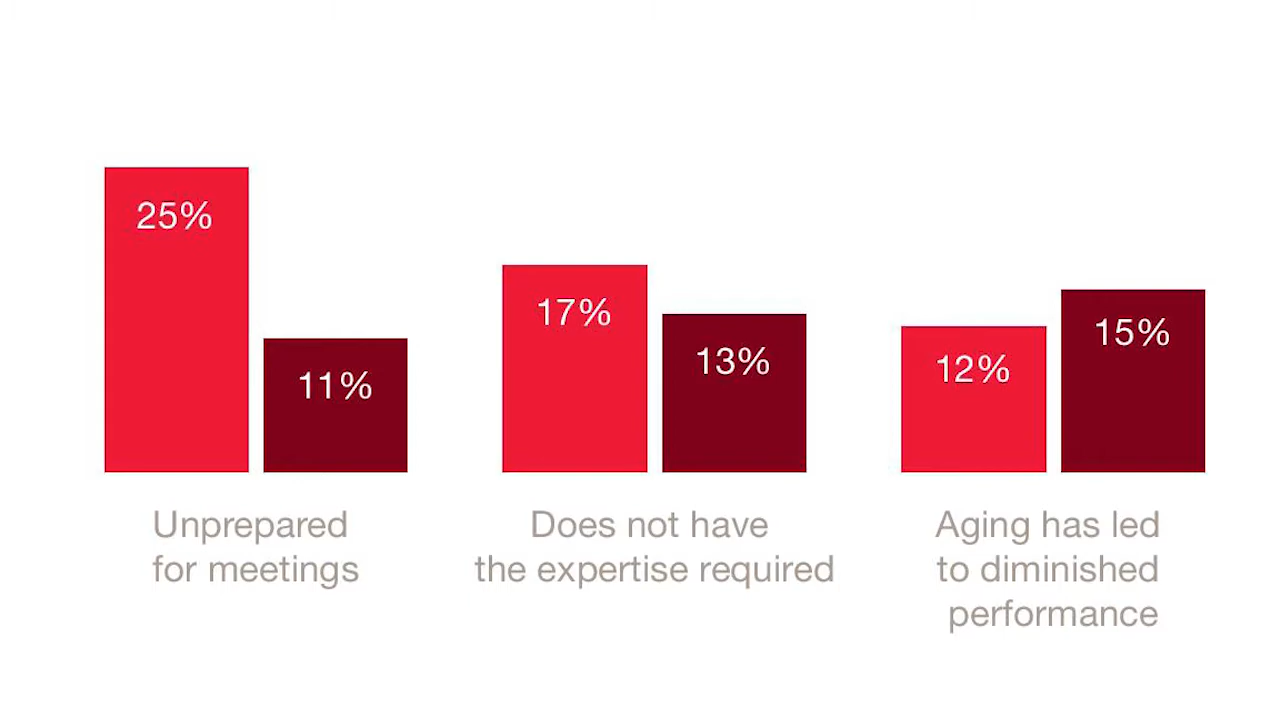 25%
11%
17%
13%
12%
15%
Unprepared
for meetings
Does not have
the expertise required
Aging has led
to diminished
performance